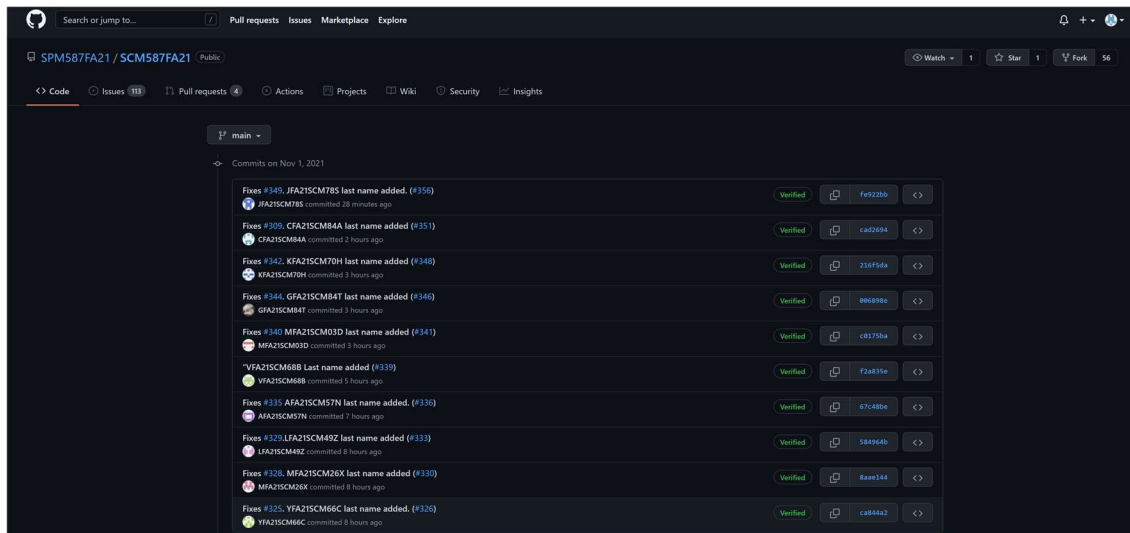 Search or jump to... /
Pull requests Issues Marketplace Explore
SPM587FA21 / SCM587FA21 Public
Watch 1 Star 1 Fork 56
<> Code Issues 113 Pull requests 4 Actions Projects Wiki Security Insights
main
Commits on Nov 1, 2021
Fixes #349. JFA21SCM78S last name added. (#356)
JFA21SCM78S committed 28 minutes ago
Verified fe922bb <>
Fixes #309. CFA21SCM84A last name added (#351)
CFA21SCM84A committed 2 hours ago
Verified cad2694 <>
Fixes #342. KFA21SCM70H last name added (#348)
KFA21SCM70H committed 3 hours ago
Verified 216f5da <>
Fixes #344. GFA21SCM84T last name added (#346)
GFA21SCM84T committed 3 hours ago
Verified 006898e <>
Fixes #340 MFA21SCM03D last name added (#341)
MFA21SCM03D committed 3 hours ago
Verified c0175ba <>
"VFA21SCM68B Last name added (#339)
VFA21SCM68B committed 5 hours ago
Verified f2a835e <>
Fixes #335 AFA21SCM57N last name added. (#336)
AFA21SCM57N committed 7 hours ago
Verified 67c48be <>
Fixes #329.LFA21SCM49Z last name added (#333)
LFA21SCM49Z committed 8 hours ago
Verified 584964b <>
Fixes #328. MFA21SCM26X last name added (#330)
MFA21SCM26X committed 8 hours ago
Verified 8aae144 <>
Fixes #325. YFA21SCM66C last name added. (#326)
YFA21SCM66C committed 8 hours ago
Verified ca844a2 <>